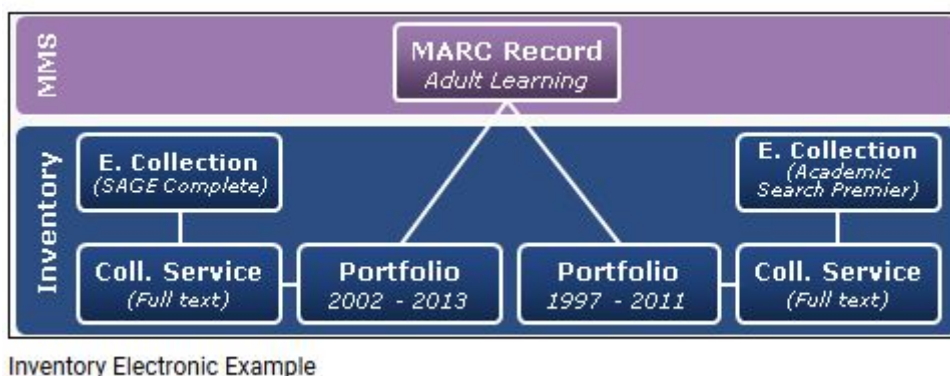 MMS
MARC Record
Adult Learning
Inventory
E. Collection
(SAGE Complete)
E. Collection
(Academic
Search Premier)
Coll. Service
(Full text)
Portfolio
2002 - 2013
Portfolio
1997 - 2011
Coll. Service
(Full text)
Inventory Electronic Example